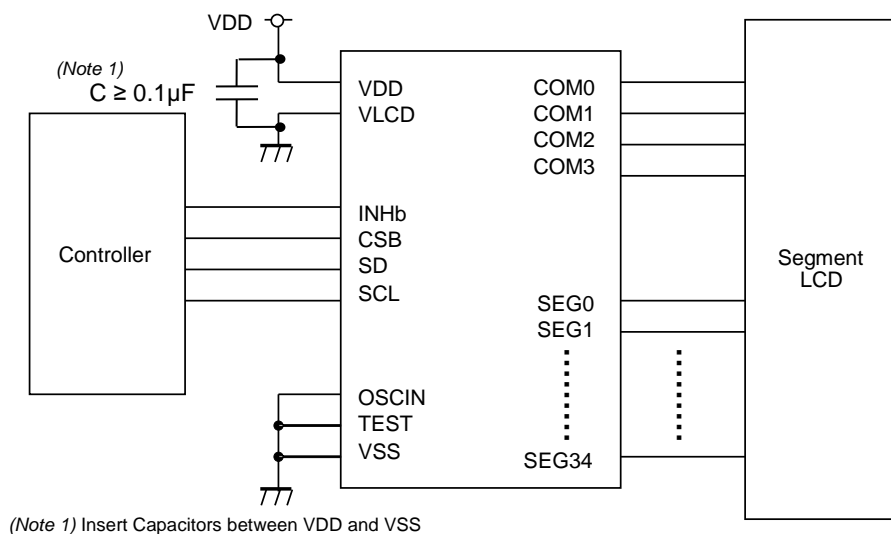 VDD
(Note 1)
C ≥ 0.1μF
VDD
VLCD
COM0
COM1
COM2
COM3
Controller
INHb
CSB
SD
SCL
Segment
LCD
SEG0
SEG1
OSCIN
TEST
VSS
SEG34
(Note 1) Insert Capacitors between VDD and VSS